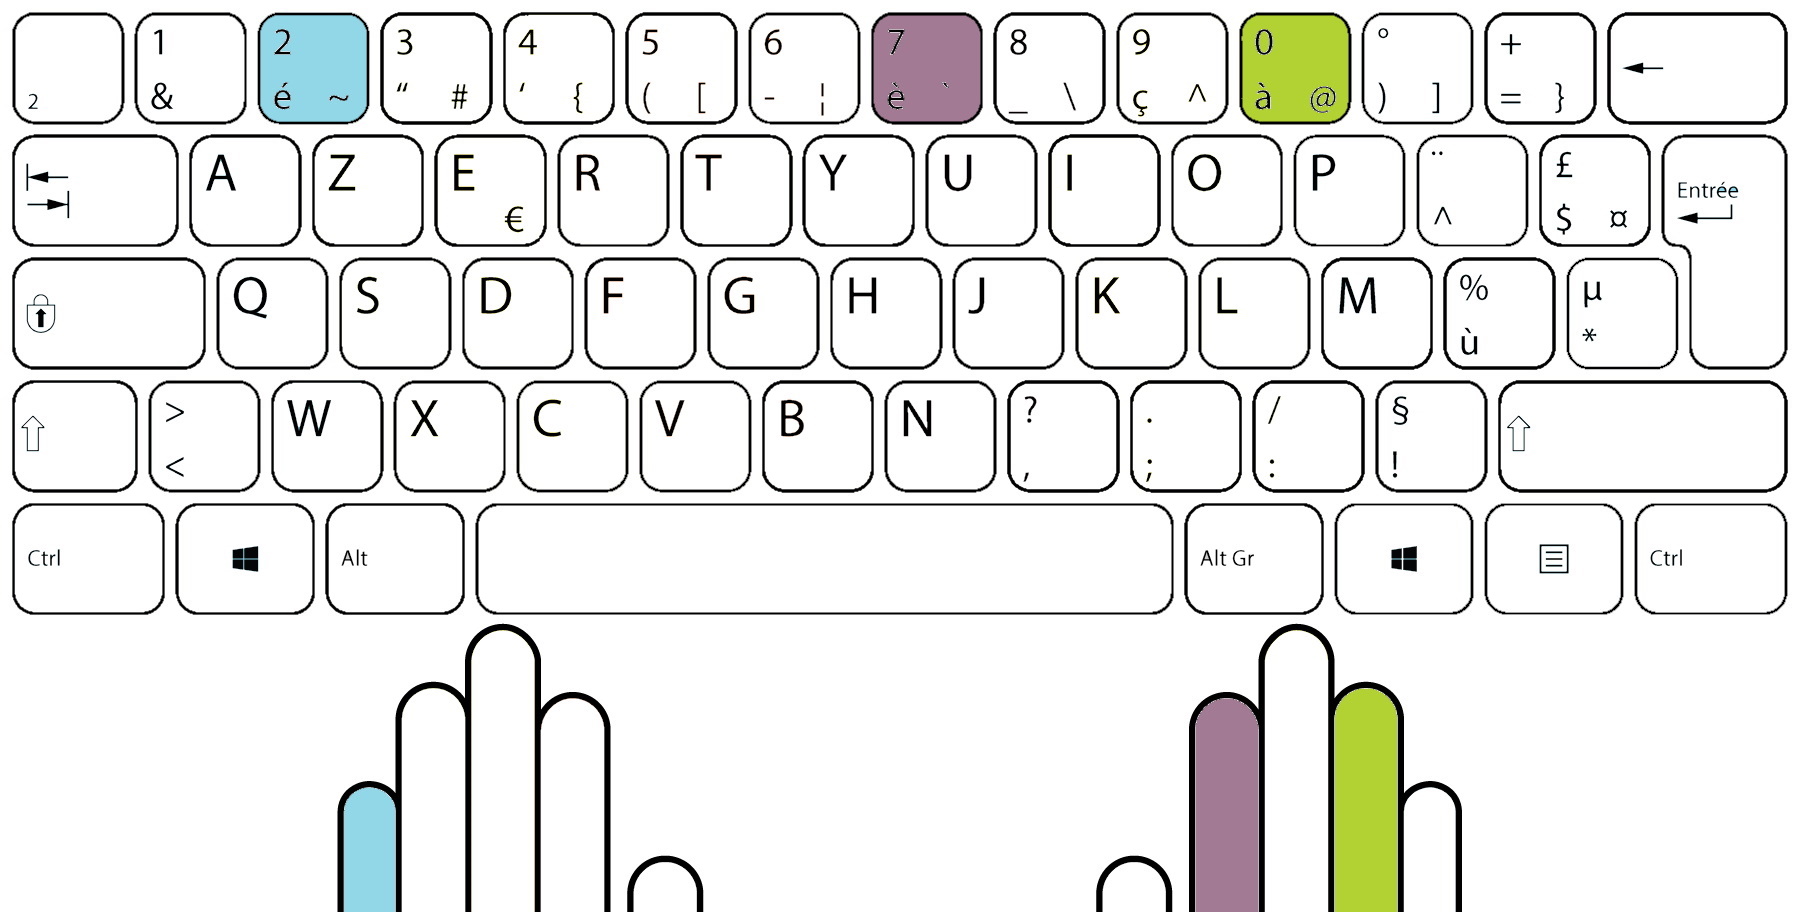 1 2 3 4 5 6 7 8 9 0 ° +
2 & é ~ “ # ‘ { ( [ - ¦ è ` _ \ ç ^ à @ ) ] = }
A Z E R T Y U I O P ¨ £ Entrée
€ ^ $ ¤
Q S D F G H J K L M % µ
ù *
> W X C V B N ? . / §
< , ; : !
Ctrl Alt Alt Gr Ctrl